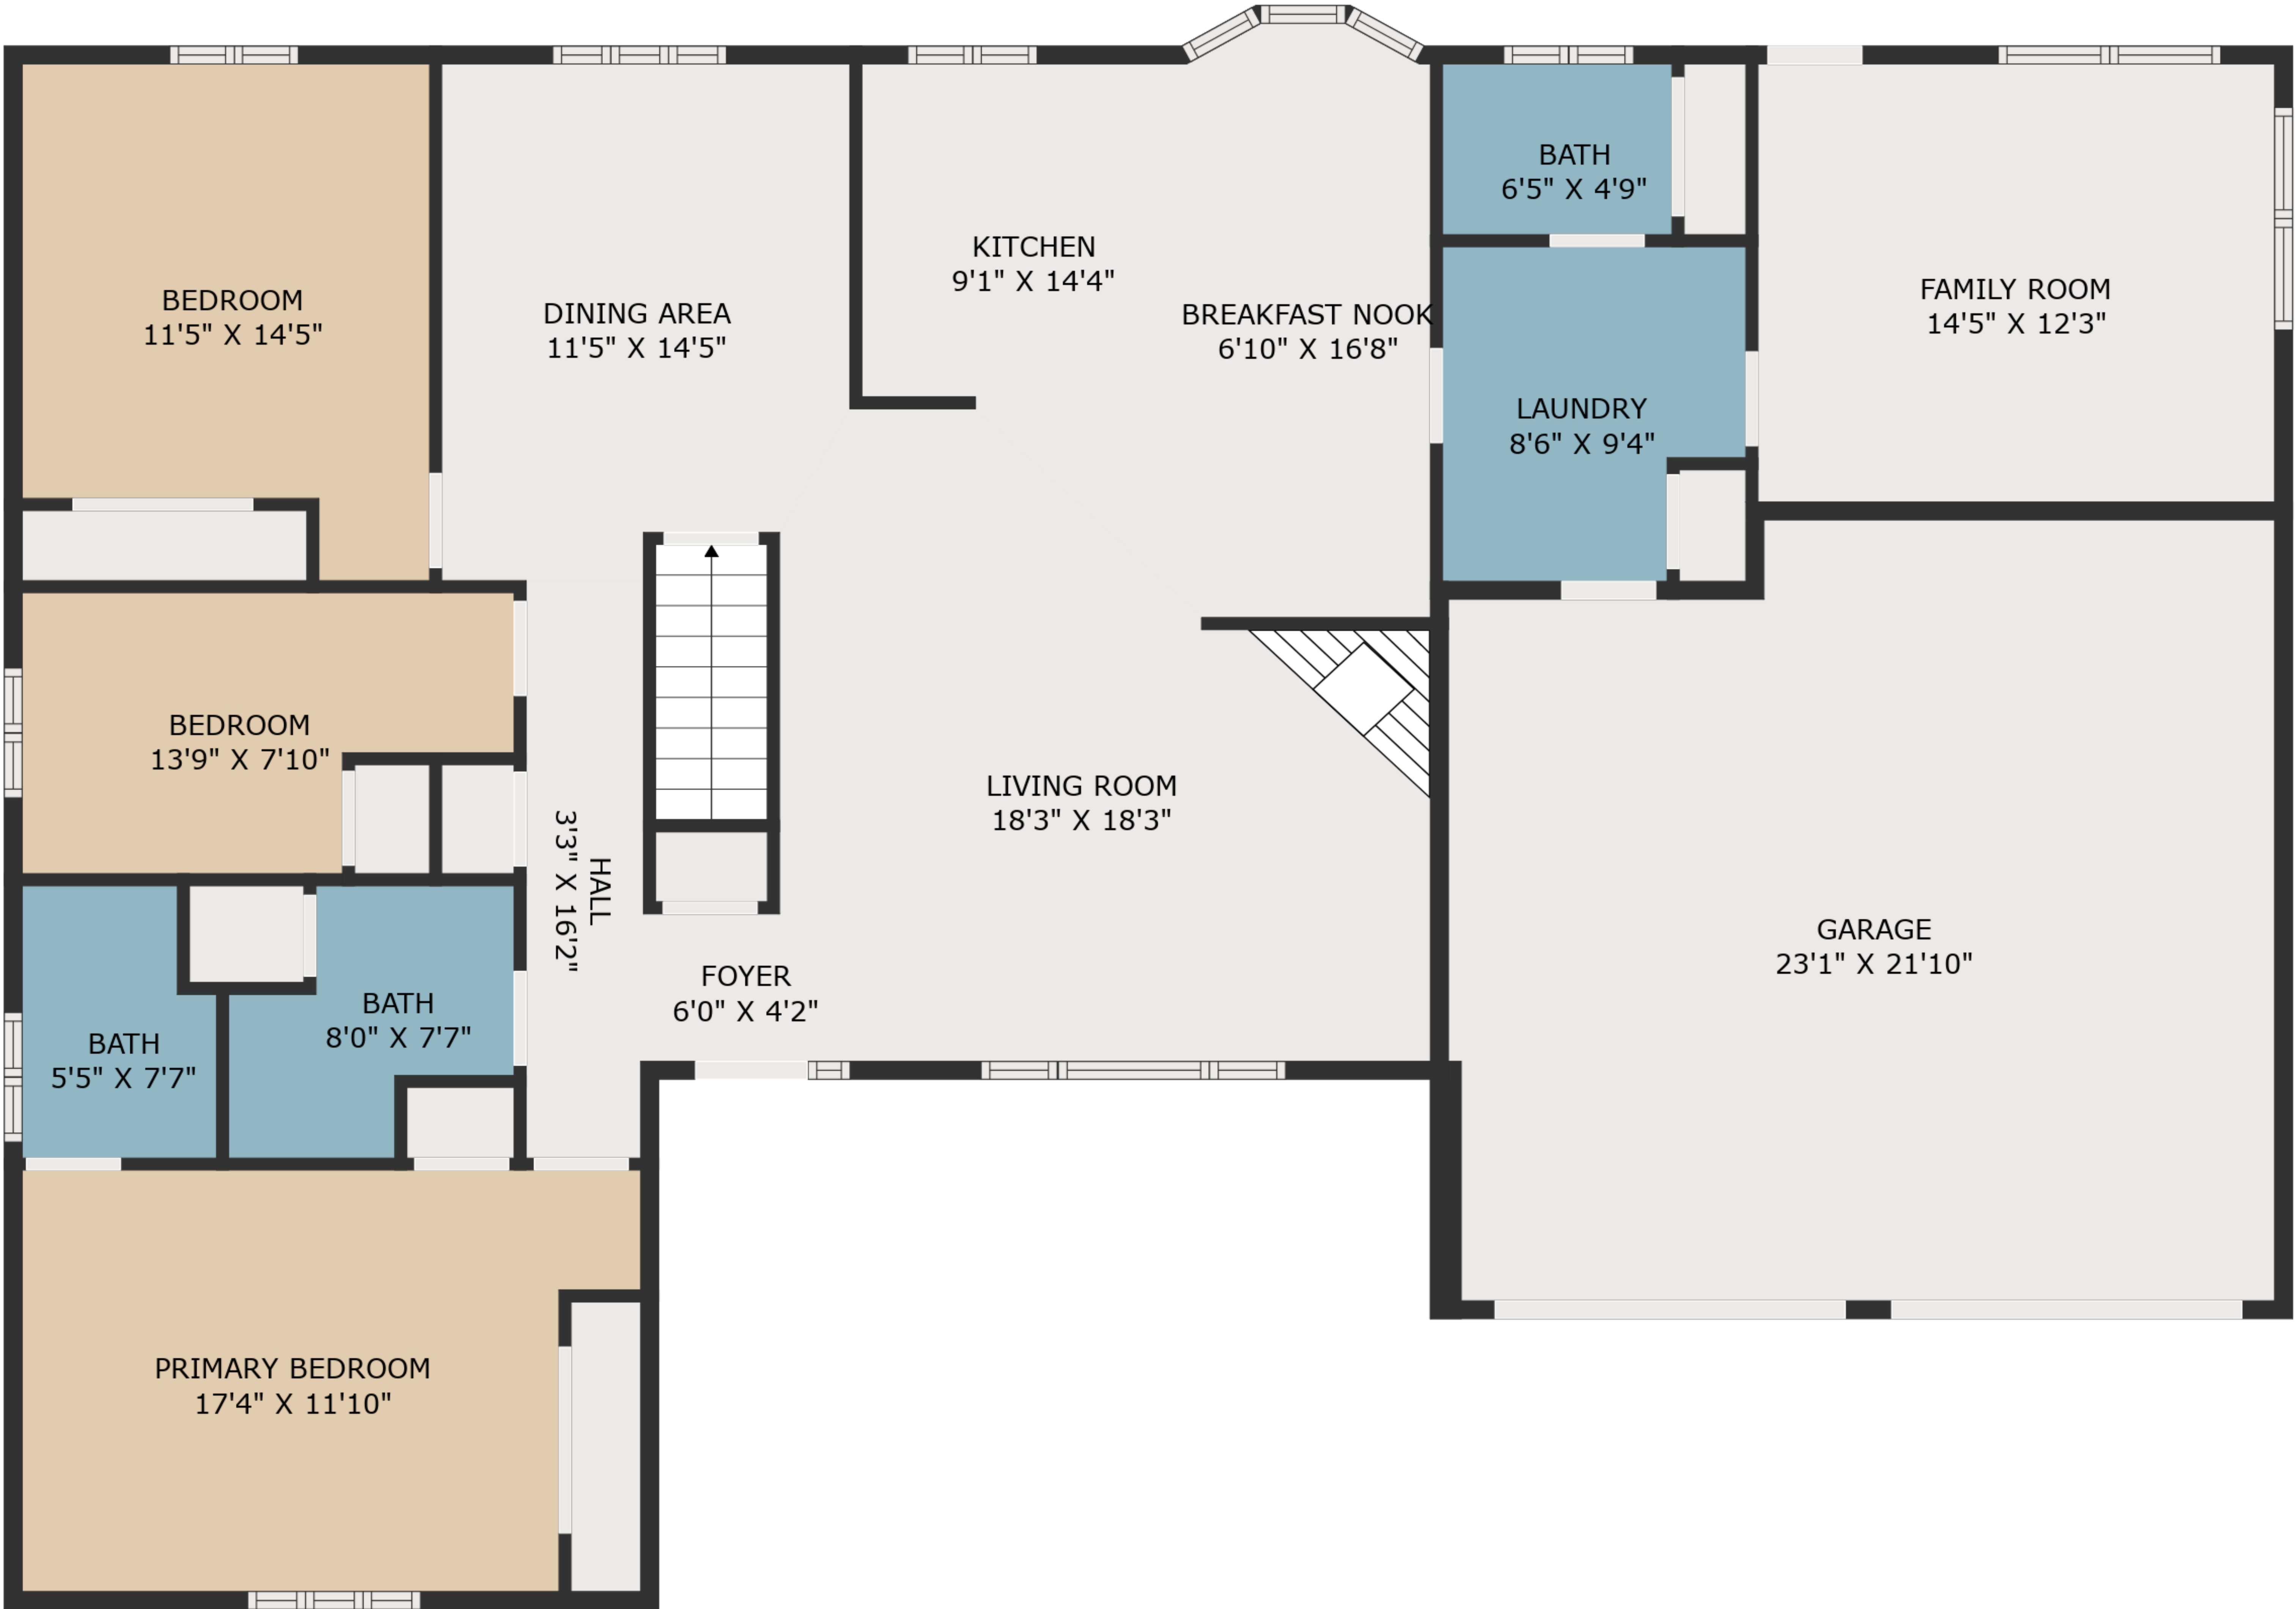 BATH
6'5" X 4'9"
KITCHEN
9'1" X 14'4"
BEDROOM
11'5" X 14'5"
DINING AREA
11'5" X 14'5"
BREAKFAST NOOK
6'10" X 16'8"
FAMILY ROOM
14'5" X 12'3"
LAUNDRY
8'6" X 9'4"
BEDROOM
13'9" X 7'10"
LIVING ROOM
18'3" X 18'3"
HALL
3'3" X 16'2"
GARAGE
23'1" X 21'10"
FOYER
6'0" X 4'2"
BATH
8'0" X 7'7"
BATH
5'5" X 7'7"
PRIMARY BEDROOM
17'4" X 11'10"